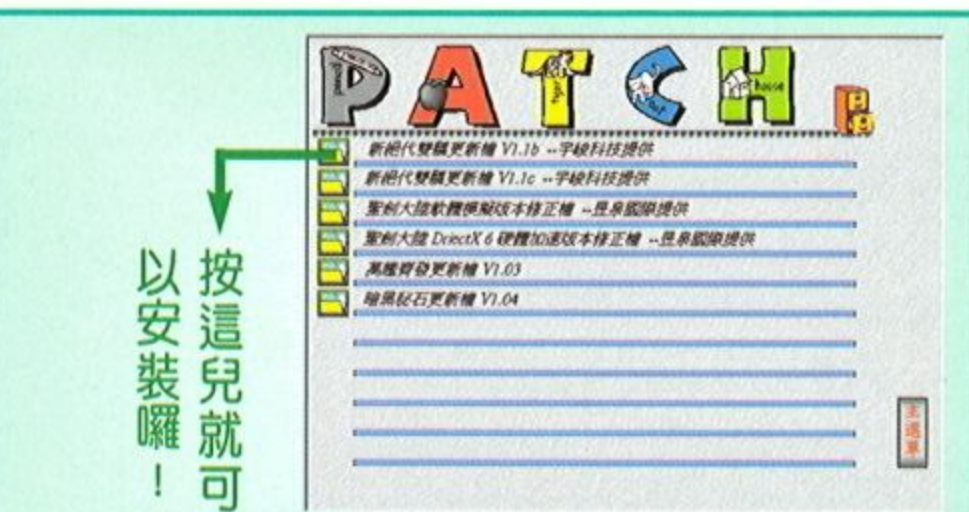 PATCH
新絕代雙驕更新檔 V1.1b --宇峻科技提供
新絕代雙驕更新檔 V1.1c --宇峻科技提供
聖劍大陸軟體模擬版本修正檔 --昱泉國際提供
聖劍大陸 DriectX 6 硬體加速版本修正檔 --昱泉國際提供
更新檔 V1.03
暗黑秘石更新檔 V1.04
主選單
按這兒就可
以安裝囉！